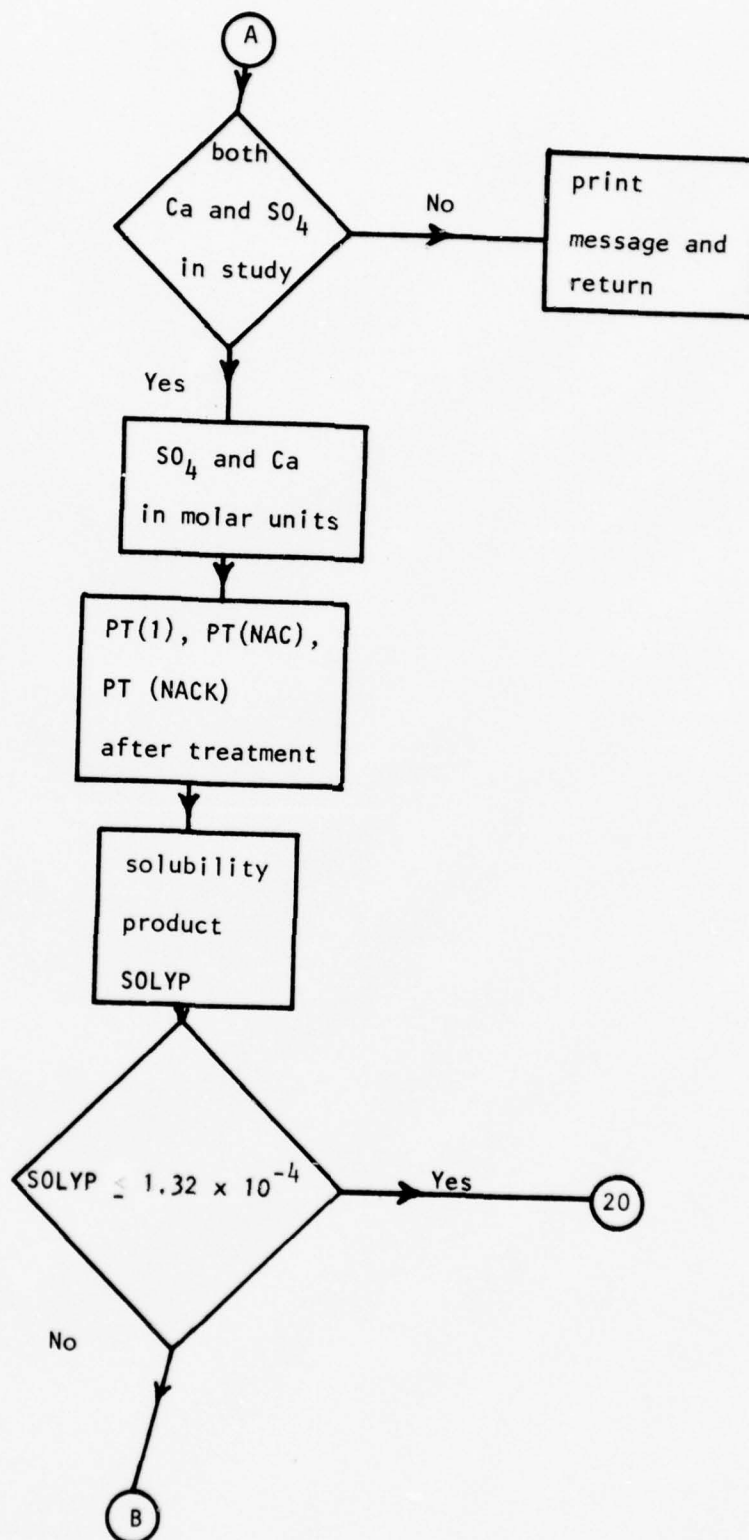 A
both
Ca and SO₄
in study
No
print
message and
return
Yes
SO₄ and Ca
in molar units
PT(1), PT(NAC),
PT (NACK)
after treatment
solubility
product
SOLYP
SOLYP ≤ 1.32 x 10⁻⁴
Yes
20
No
B